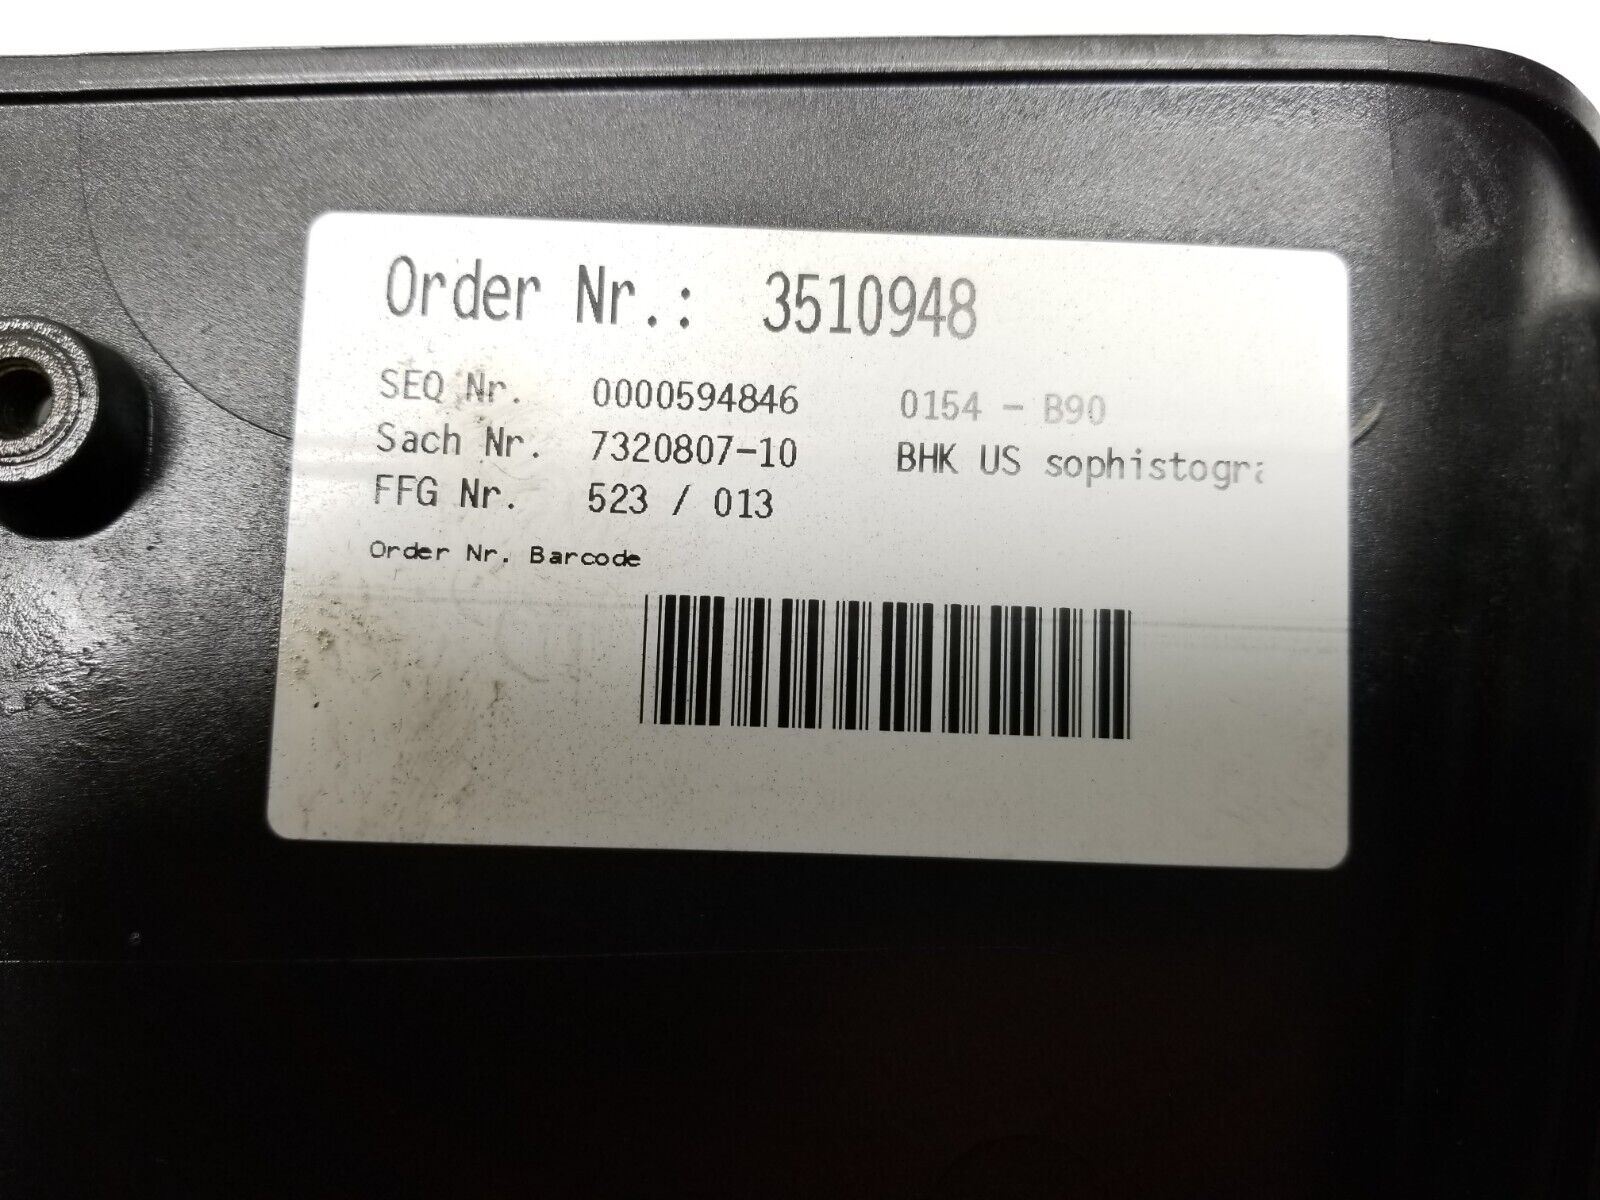 Order Nr.: 3510948
SEQ Nr. 0000594846 0154 - B90
Sach Nr. 7320807-10 BHK US sophistogra
FFG Nr. 523 / 013
Order Nr. Barcode